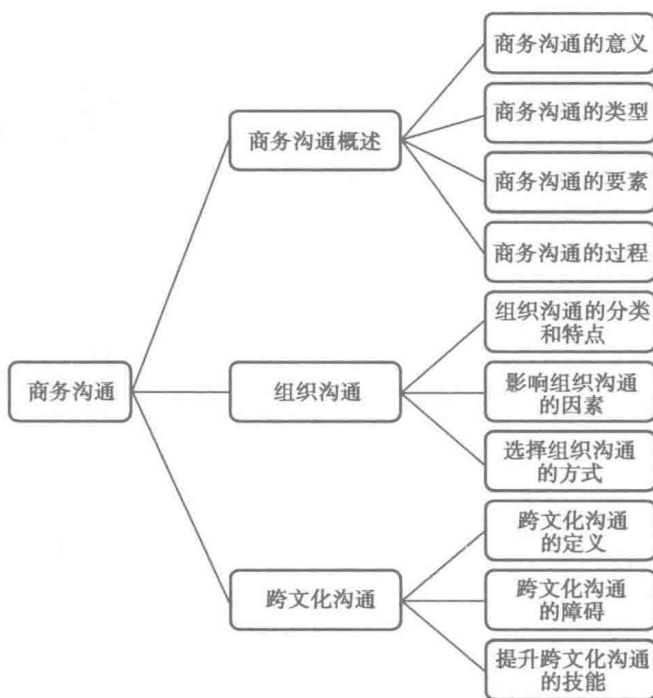 商务沟通
商务沟通概述
商务沟通的意义
商务沟通的类型
商务沟通的要素
商务沟通的过程
组织沟通
组织沟通的分类
和特点
影响组织沟通
的因素
选择组织沟通
的方式
跨文化沟通
跨文化沟通
的定义
跨文化沟通
的障碍
提升跨文化沟通
的技能